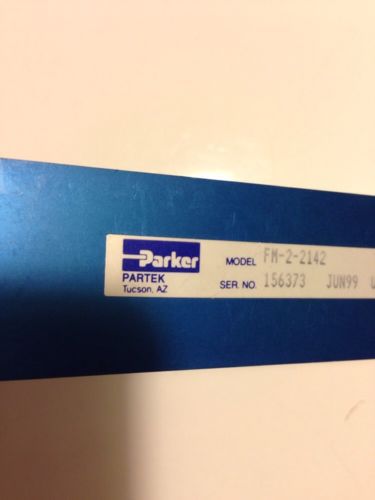 Parker
PARTEK
Tucson, AZ
MODEL FM-2-2142
SER. NO. 156373 JUN99